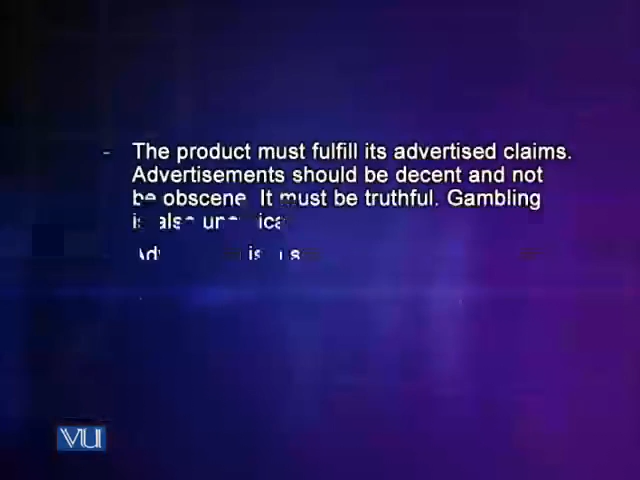 - The product must fulfill its advertised claims.
Advertisements should be decent and not
be obscene. It must be truthful. Gambling
is also
VU